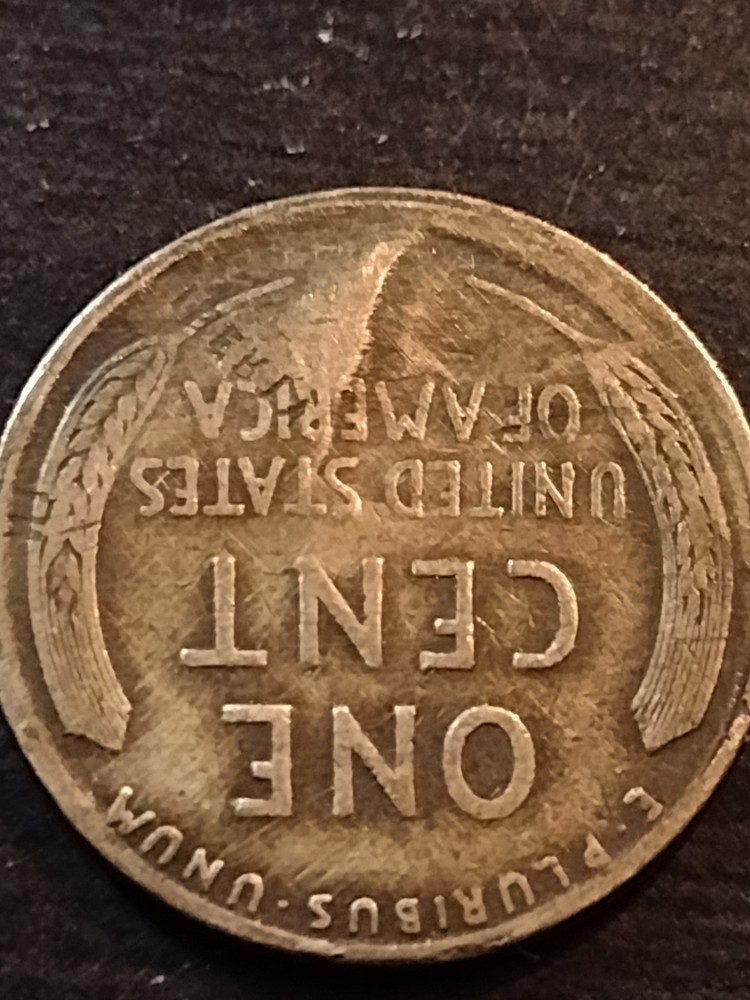 E·PLURIBUS·UNUM
ONE
CENT
UNITED STATES
OF AMERICA